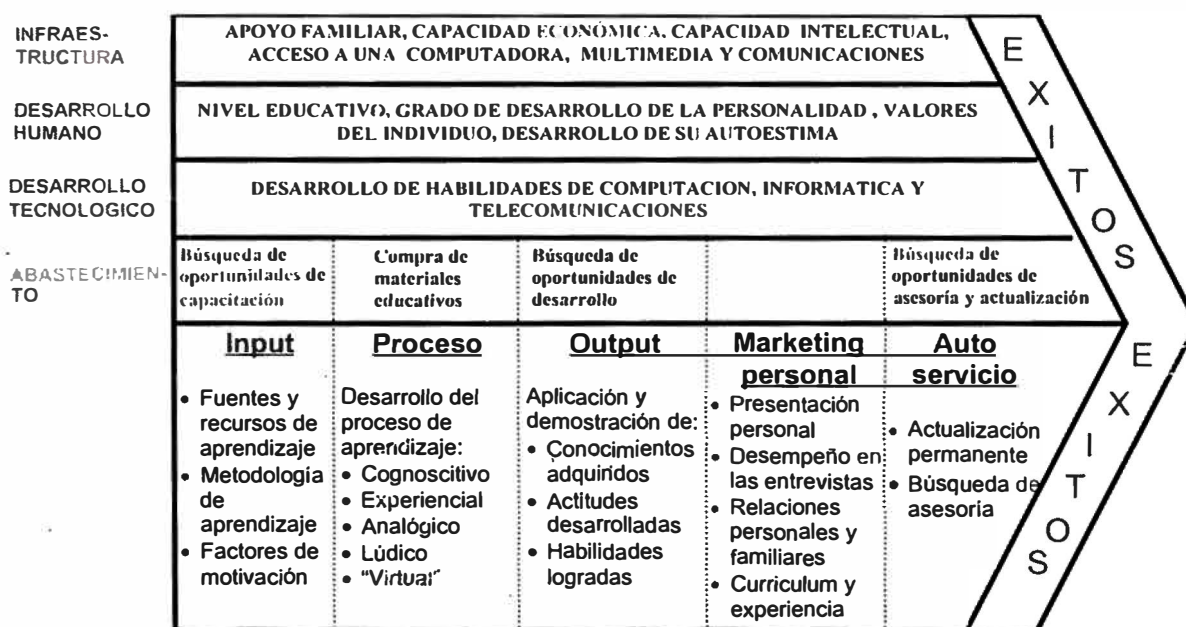 INFRAES-
TRUCTURA
APOYO FAMILIAR, CAPACIDAD ECONÓMICA, CAPACIDAD INTELECTUAL,
ACCESO A UNA COMPUTADORA, MULTIMEDIA Y COMUNICACIONES
DESARROLLO
HUMANO
NIVEL EDUCATIVO, GRADO DE DESARROLLO DE LA PERSONALIDAD , VALORES
DEL INDIVIDUO, DESARROLLO DE SU AUTOESTIMA
DESARROLLO
TECNOLOGICO
DESARROLLO DE HABILIDADES DE COMPUTACION, INFORMATICA Y
TELECOMUNICACIONES
ABASTECIMIEN-
TO
Búsqueda de
oportunidades de
capacitación
Compra de
materiales
educativos
Búsqueda de
oportunidades de
desarrollo
Búsqueda de
oportunidades de
asesoría y actualización
Input
• Fuentes y
recursos de
aprendizaje
• Metodología
de
aprendizaje
• Factores de
motivación
Proceso
Desarrollo del
proceso de
aprendizaje:
• Cognoscitivo
• Experiencial
• Analógico
• Lúdico
• "Virtual"
Output
Aplicación y
demostración de:
• Conocimientos
adquiridos
• Actitudes
desarrolladas
• Habilidades
logradas
Marketing
personal
• Presentación
personal
• Desempeño en
las entrevistas
• Relaciones
personales y
familiares
• Curriculum y
experiencia
Auto
servicio
• Actualización
permanente
• Búsqueda de
asesoría
EXITOS
EXITOS